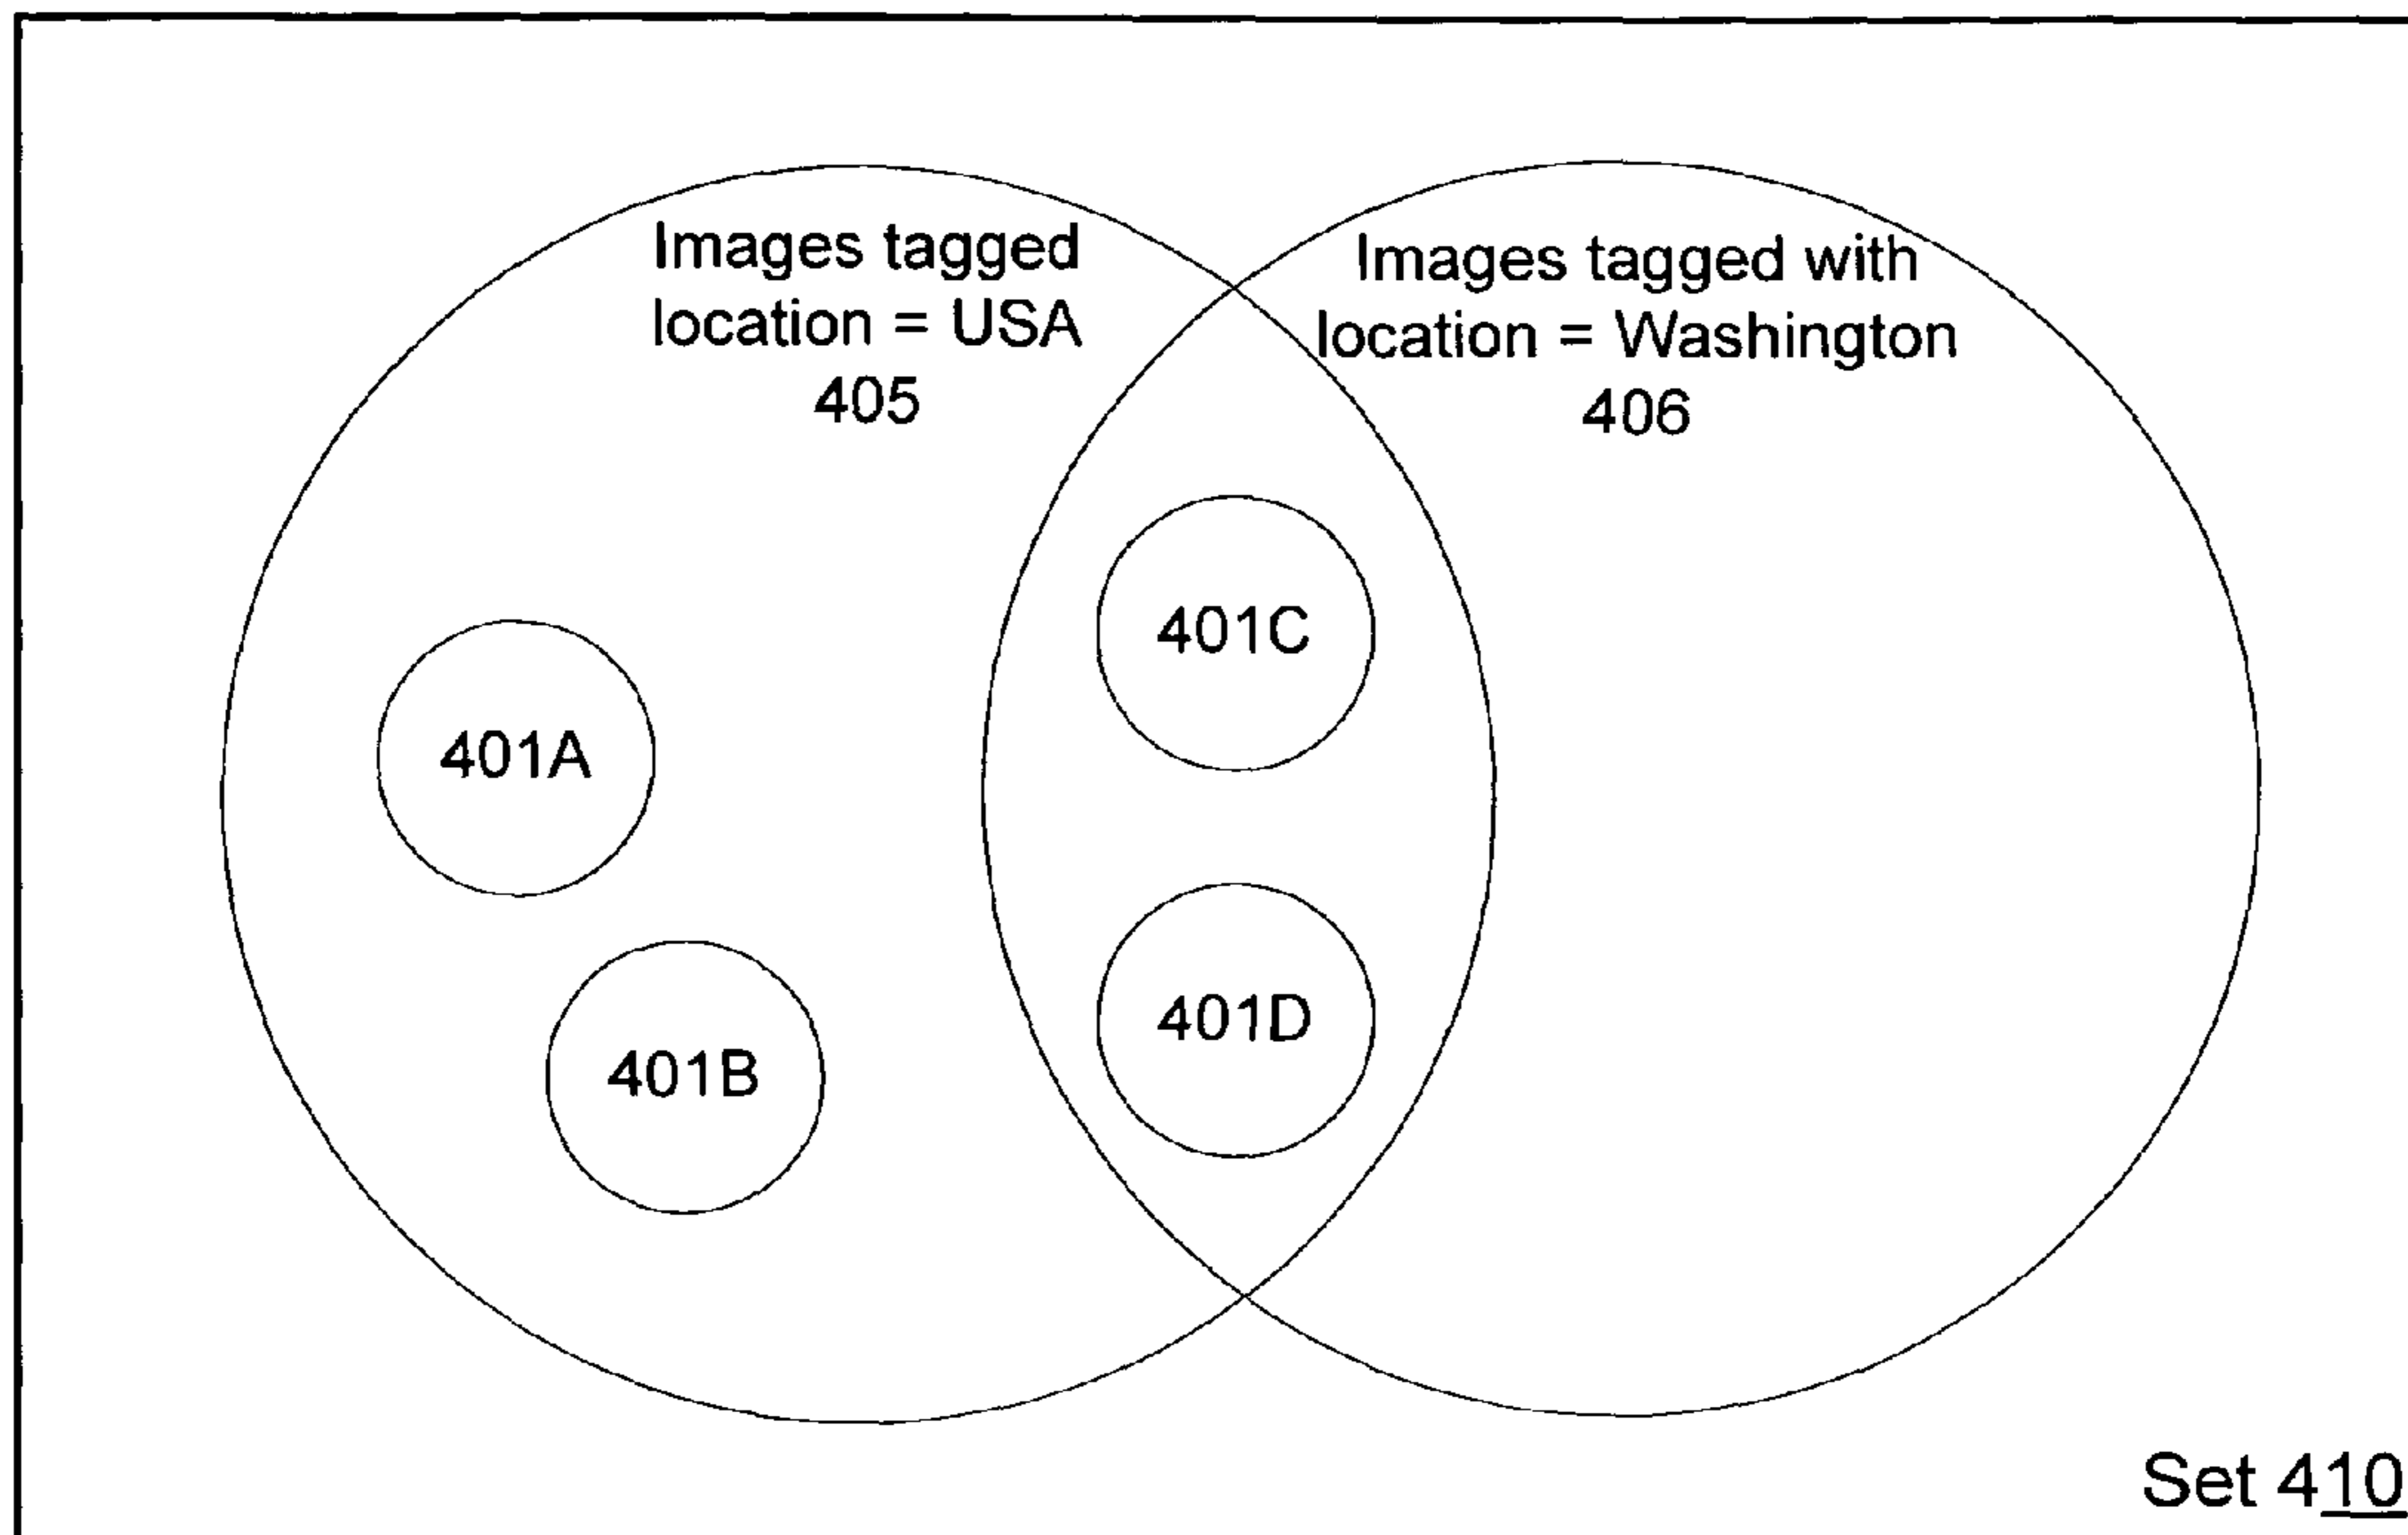 Images tagged
location = USA
405
Images tagged with
location = Washington
406
401C
401A
401D
401B
Set 410